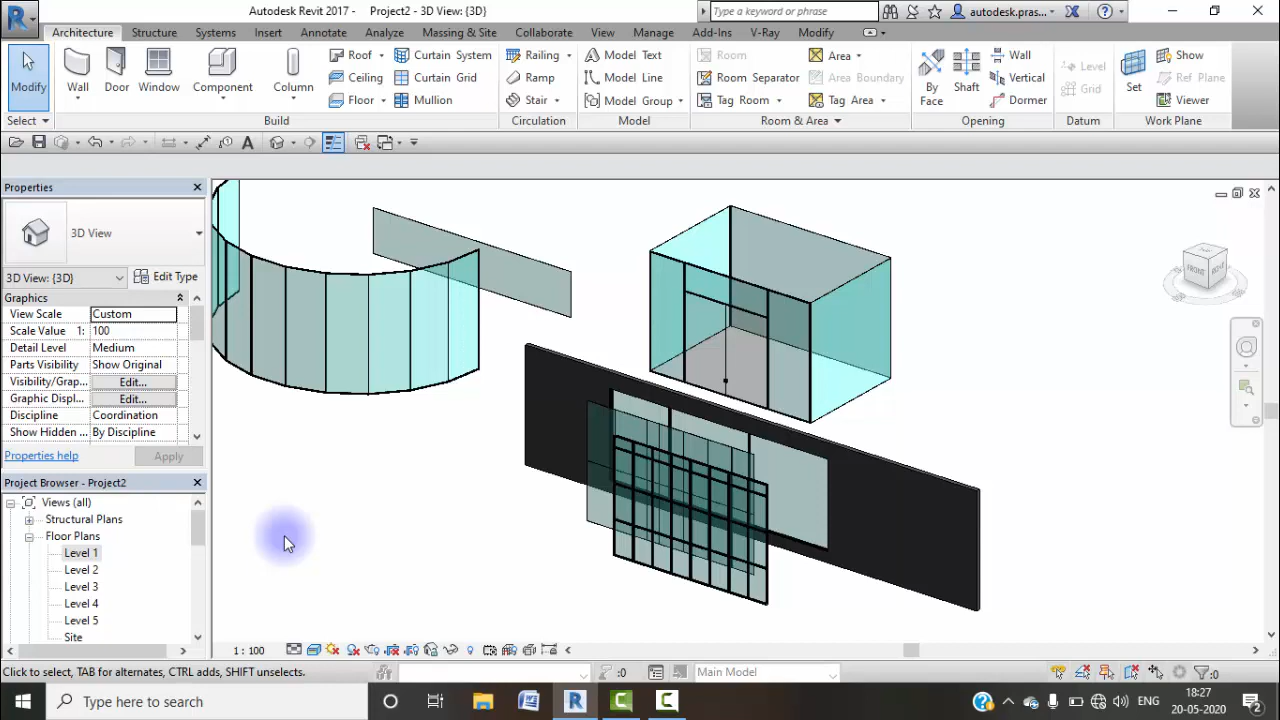 Autodesk Revit 2017 - Project2 - 3D View: {3D}
Type a keyword or phrase
autodesk.pras...
Architecture Structure Systems Insert Annotate Analyze Massing & Site Collaborate View Manage Add-Ins V-Ray Modify
Modify
Select
Wall
Door
Window
Component
Column
Roof
Ceiling
Floor
Curtain System
Curtain Grid
Mullion
Build
Railing
Ramp
Stair
Circulation
Model Text
Model Line
Model Group
Model
Room
Room Separator
Tag Room
Area
Area Boundary
Tag Area
Room & Area
By
Face
Shaft
Wall
Vertical
Dormer
Opening
Level
Grid
Datum
Set
Show
Ref Plane
Viewer
Work Plane
Properties
3D View
3D View: {3D}
Edit Type
Graphics
View Scale Custom
Scale Value 1: 100
Detail Level Medium
Parts Visibility Show Original
Visibility/Grap... Edit...
Graphic Displ... Edit...
Discipline Coordination
Show Hidden ... By Discipline
Properties help
Apply
Project Browser - Project2
Views (all)
Structural Plans
Floor Plans
Level 1
Level 2
Level 3
Level 4
Level 5
Site
FRONT
1 : 100
Click to select, TAB for alternates, CTRL adds, SHIFT unselects.
:0
Main Model
:0
Type here to search
ENG
18:27
20-05-2020
2